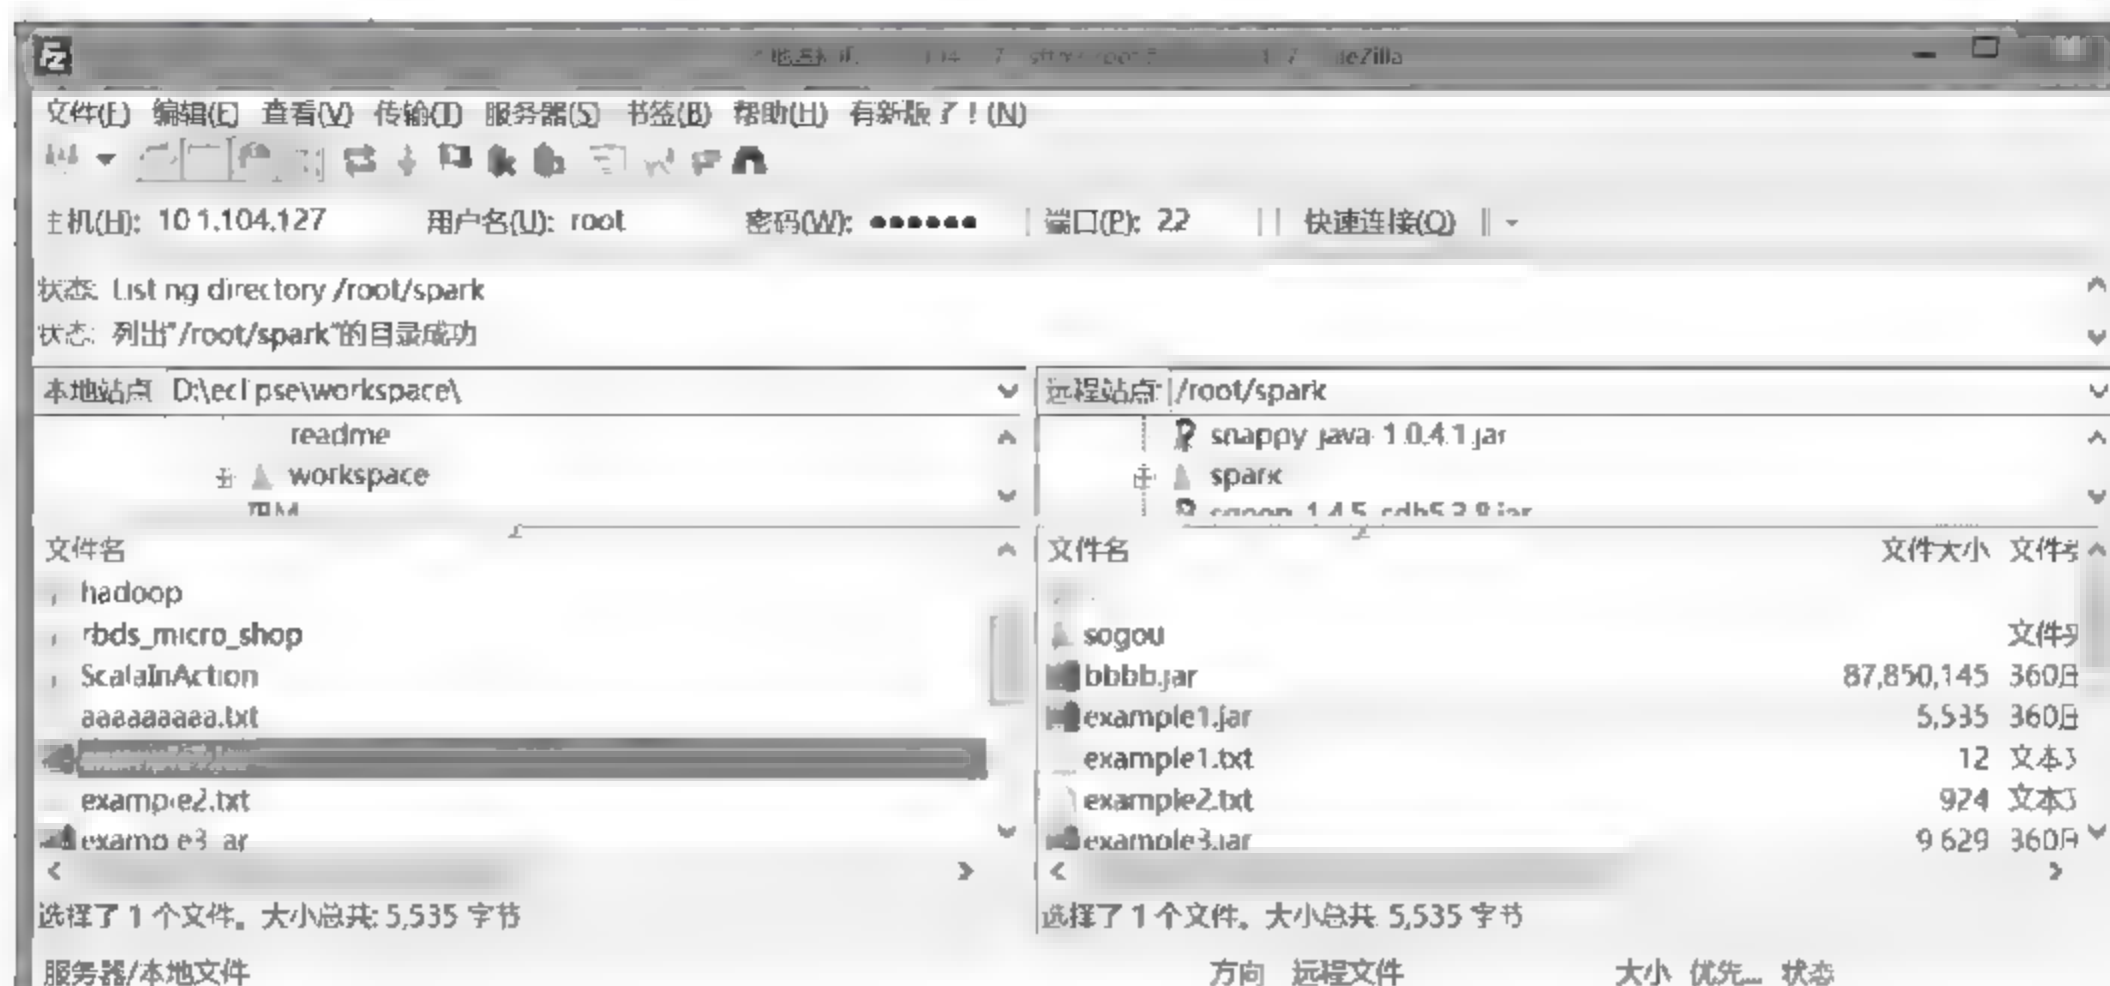 文件(F) 编辑(E) 查看(V) 传输(T) 服务器(S) 书签(B) 帮助(H) 有新版了！(N)
主机(H): 10 1.104.127 用户名(U): root 密码(W): ●●●●●● 端口(P): 22 快速连接(Q)
状态: Listing directory /root/spark
状态: 列出"/root/spark"的目录成功
本地站点: D:\eclipse\workspace\
readme
workspace
远程站点: /root/spark
snappy-java-1.0.4.1.jar
spark
文件名
hadoop
rbds_micro_shop
ScalaInAction
aaaaaaaaa.txt
example2.txt
example3.jar
选择了 1 个文件。大小总共: 5,535 字节
文件名 文件大小
sogou
bbbb.jar 87,850,145
example1.jar 5,535
example1.txt 12 文本
example2.txt 924 文本
example3.jar 9,629
选择了 1 个文件。大小总共: 5,535 字节
服务器/本地文件 方向 远程文件 大小 优先... 状态